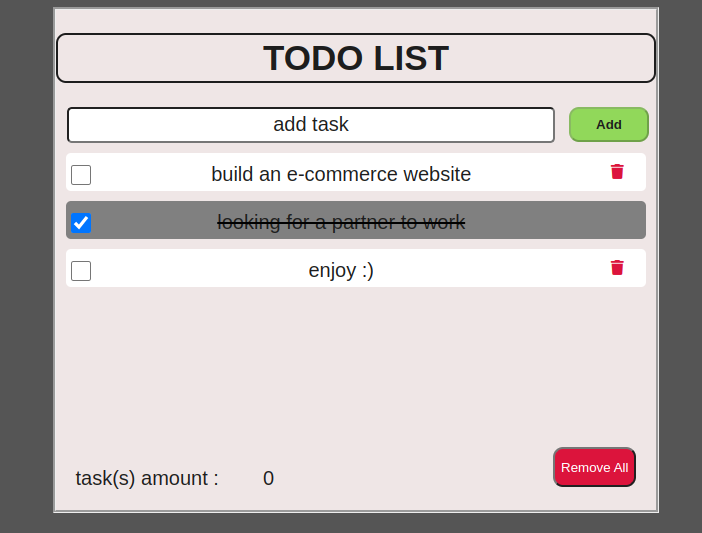 TODO LIST
add task
Add
build an e-commerce website
looking for a partner to work
enjoy :)
task(s) amount :
0
Remove All